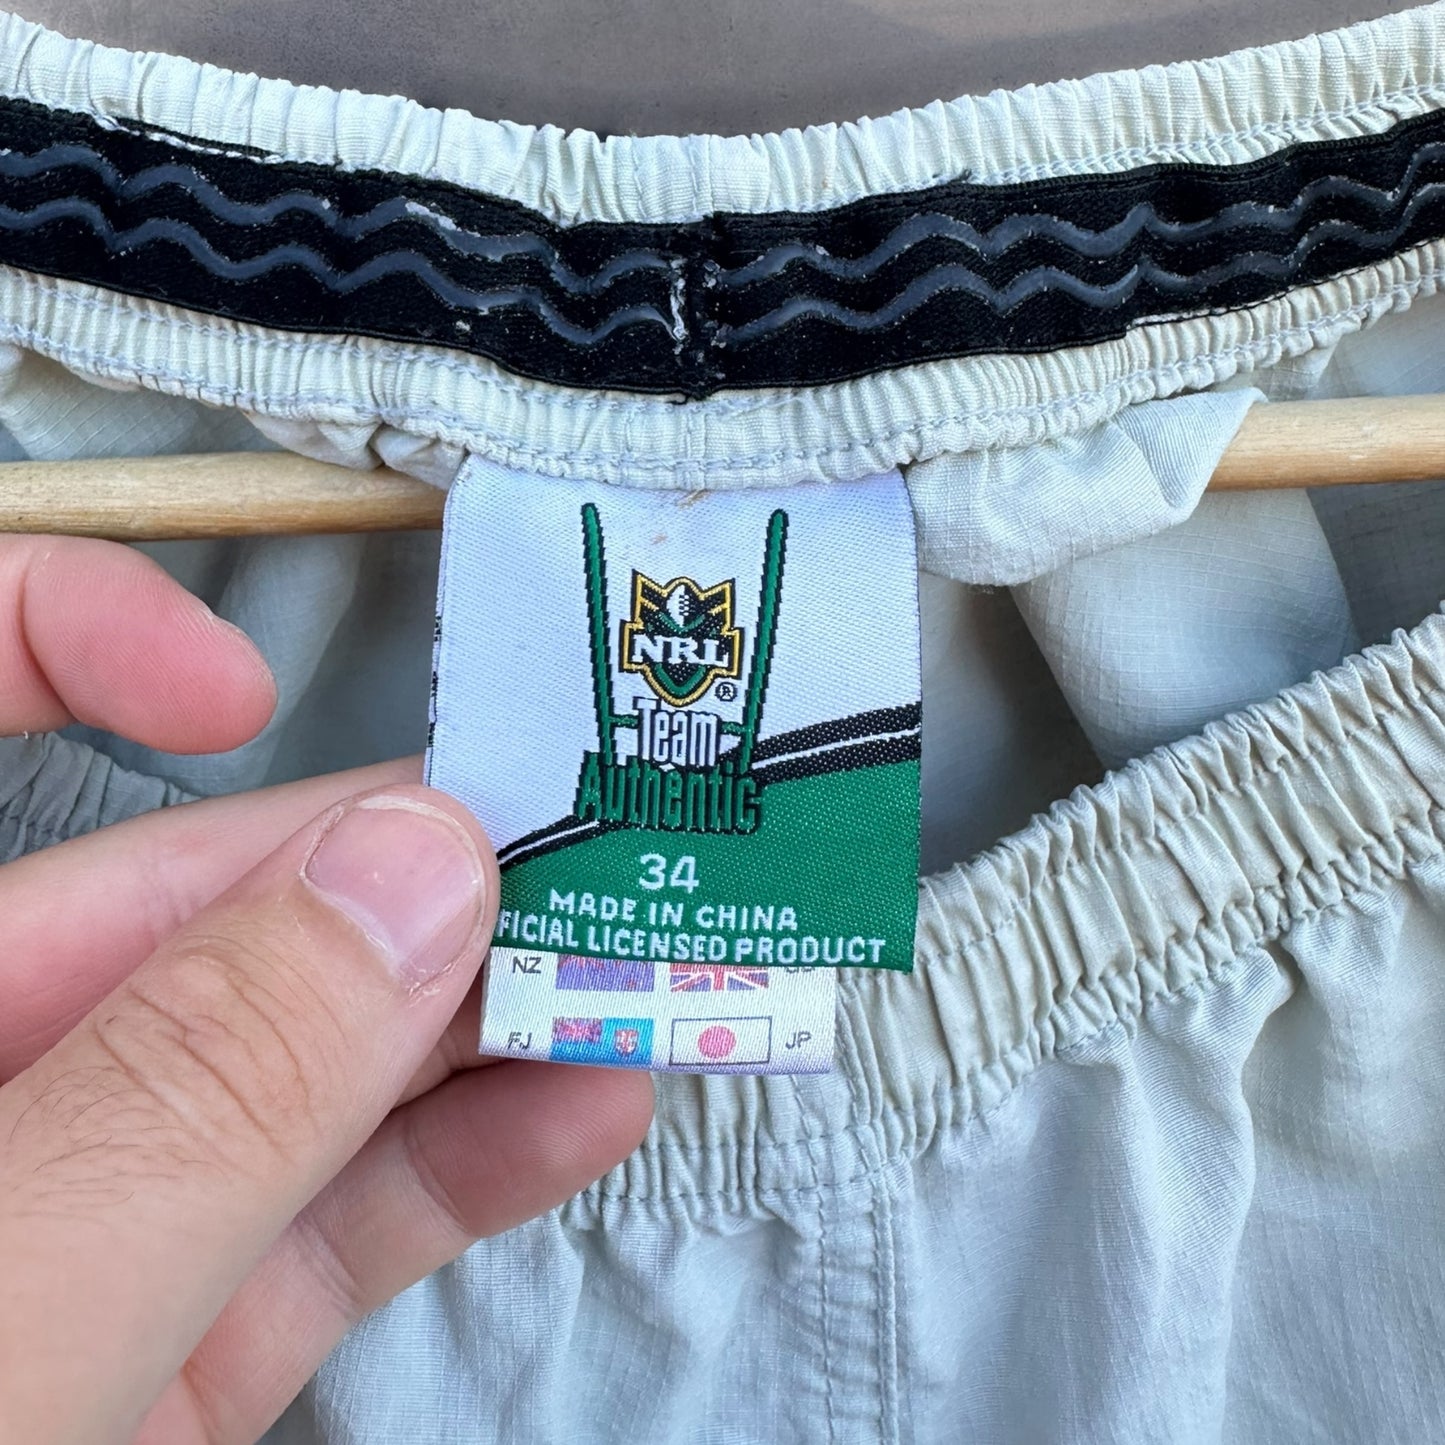 NRL
®
Team
Authentic
34
MADE IN CHINA
FICIAL LICENSED PRODUCT
NZ
FJ
JP